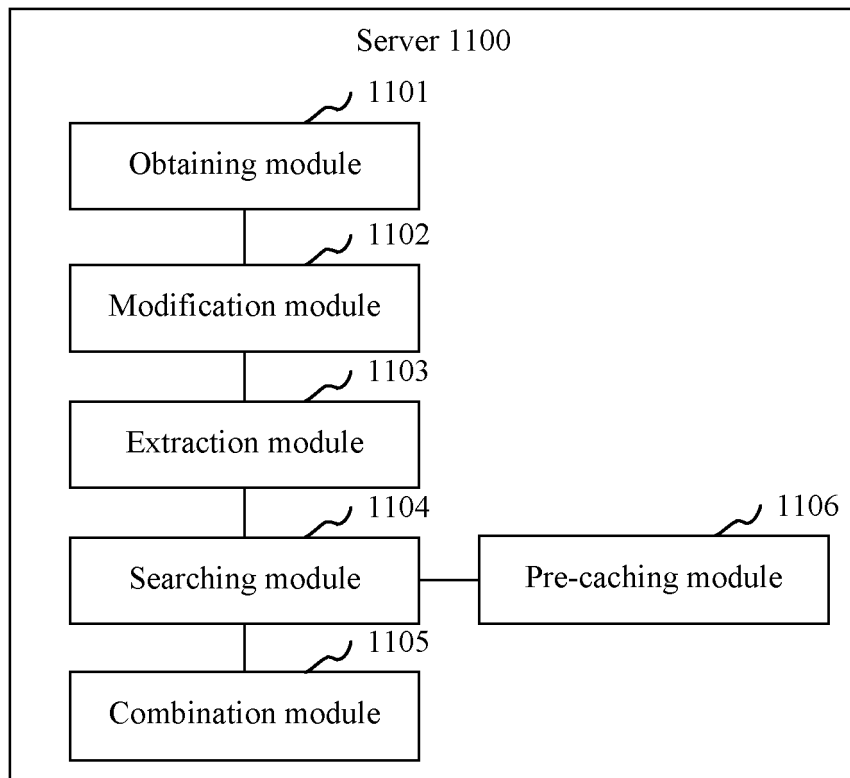 Server 1100
1101
Obtaining module
1102
Modification module
1103
Extraction module
1104
Searching module
1106
Pre-caching module
1105
Combination module